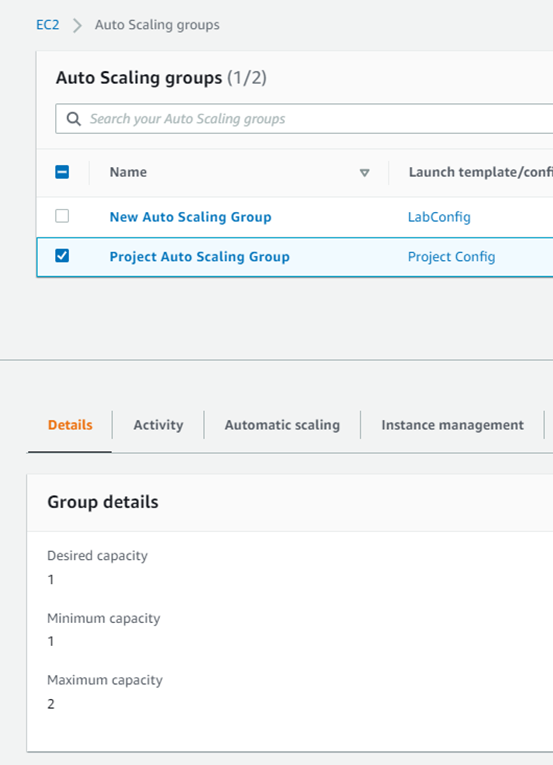 EC2 Auto Scaling groups
Auto Scaling groups (1/2)
Search your Auto Scaling groups
Name Launch template/confi
New Auto Scaling Group LabConfig
Project Auto Scaling Group Project Config
Details Activity Automatic scaling Instance management
Group details
Desired capacity
1
Minimum capacity
1
Maximum capacity
2